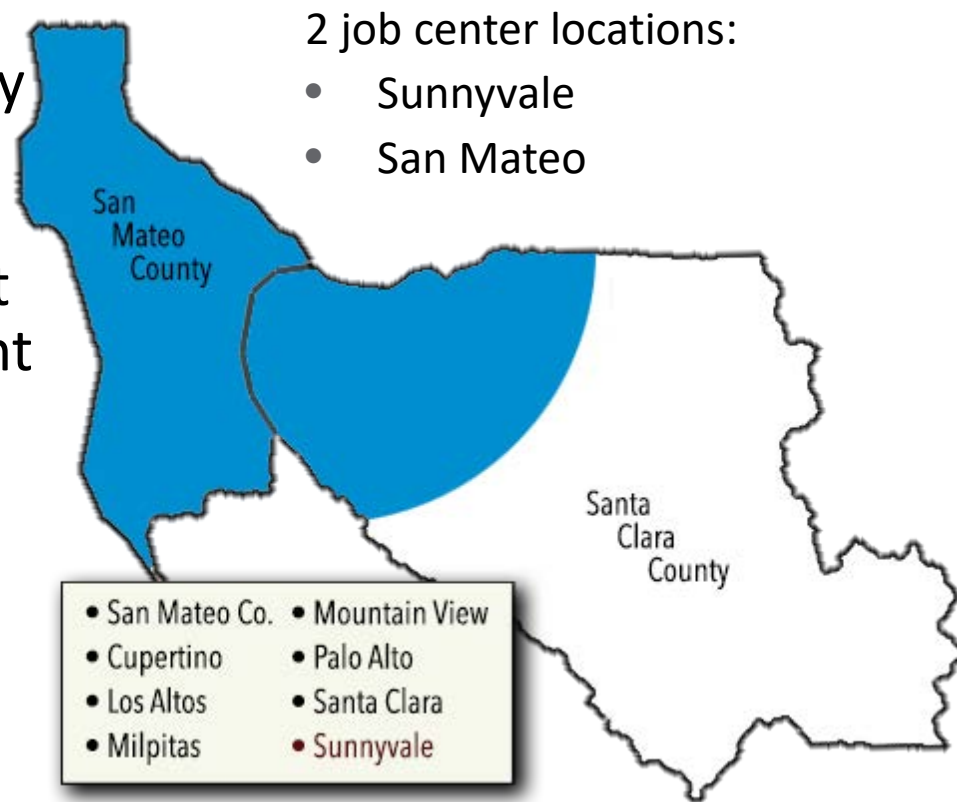 2 job center locations:
• Sunnyvale
• San Mateo
y
t
nt
San
Mateo
County
Santa
Clara
County
• San Mateo Co.
• Cupertino
• Los Altos
• Milpitas
• Mountain View
• Palo Alto
• Santa Clara
• Sunnyvale